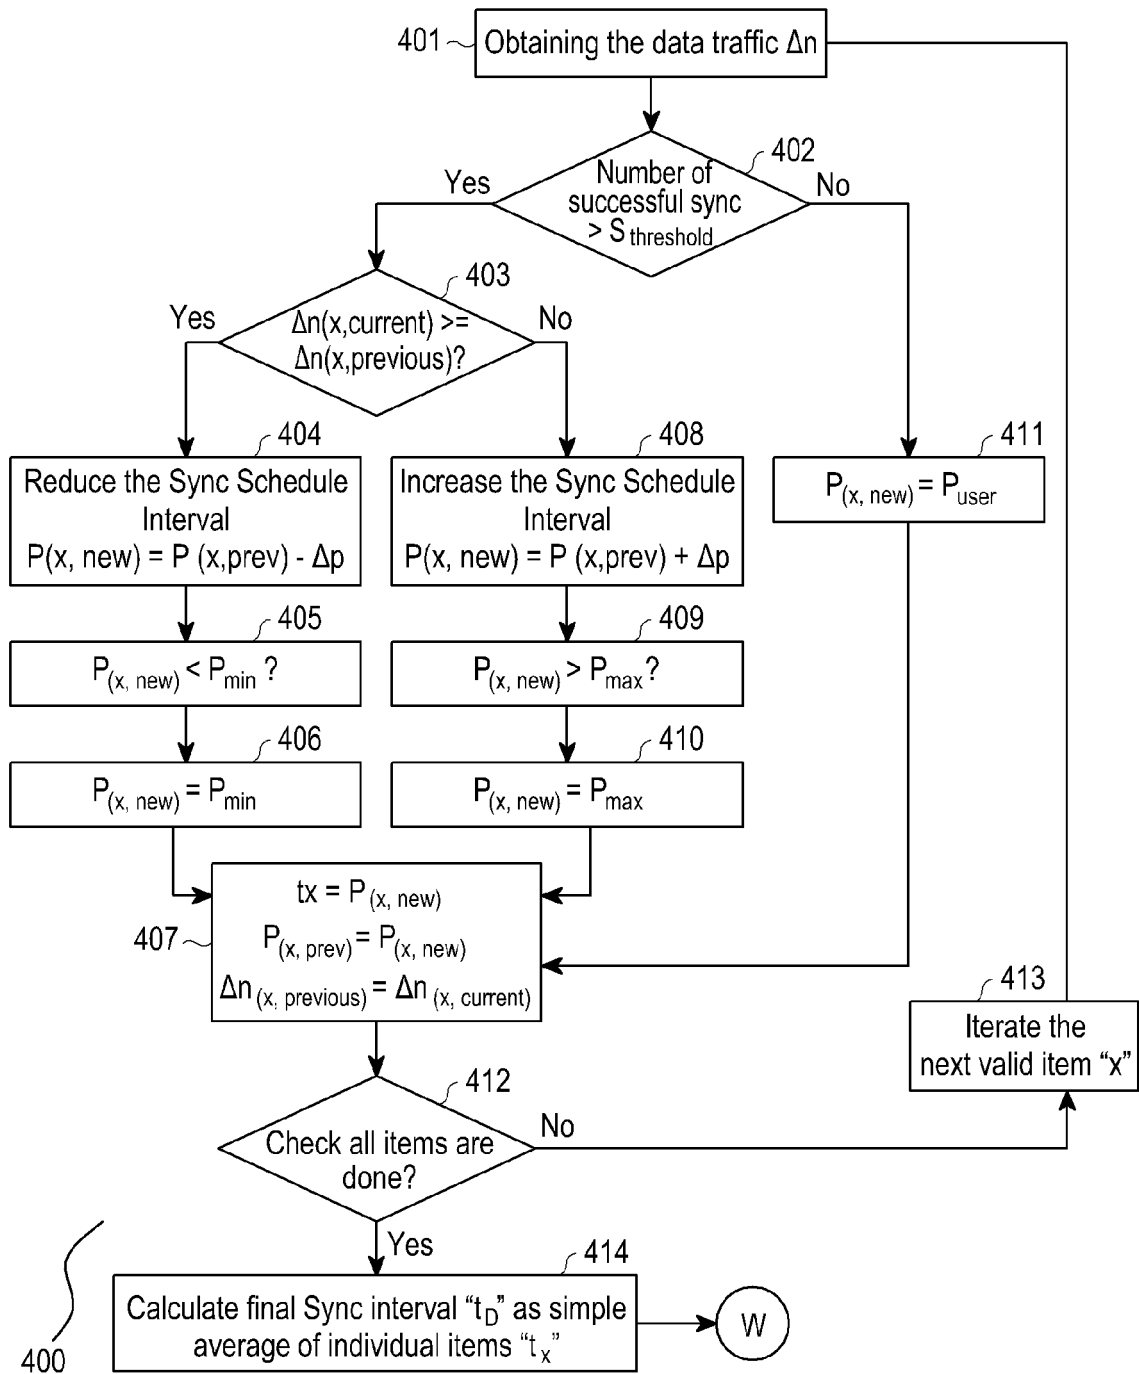 401
Obtaining the data traffic Δn
402
Number of
successful sync
> S threshold
Yes
No
403
Δn(x,current) >=
Δn(x,previous)?
Yes
No
404
Reduce the Sync Schedule
Interval
P(x, new) = P (x,prev) - Δp
408
Increase the Sync Schedule
Interval
P(x, new) = P (x,prev) + Δp
411
P(x, new) = Puser
405
P(x, new) < Pmin ?
409
P(x, new) > Pmax ?
406
P(x, new) = Pmin
410
P(x, new) = Pmax
407
tx = P(x, new)
P(x, prev) = P(x, new)
Δn(x, previous) = Δn(x, current)
413
Iterate the
next valid item “x”
412
Check all items are
done?
No
Yes
414
Calculate final Sync interval “tD” as simple
average of individual items “tx”
W
400